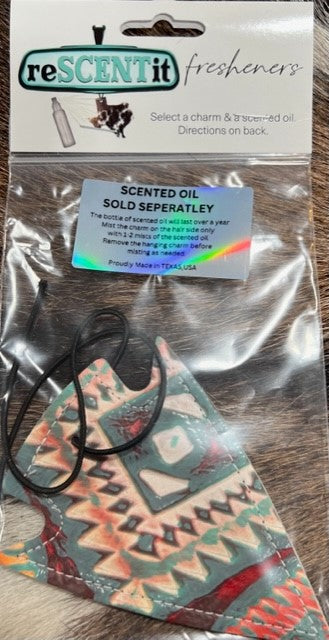 reSCENTit
fresheners
Select a charm & a scented oil.
Directions on back.
SCENTED OIL
SOLD SEPERATLEY
The bottle of scented oil will last over a year
Mist the charm on the hair side only
with 1-2 mists of the scented oil.
Remove the hanging charm before
misting as needed.
Proudly Made in TEXAS,USA